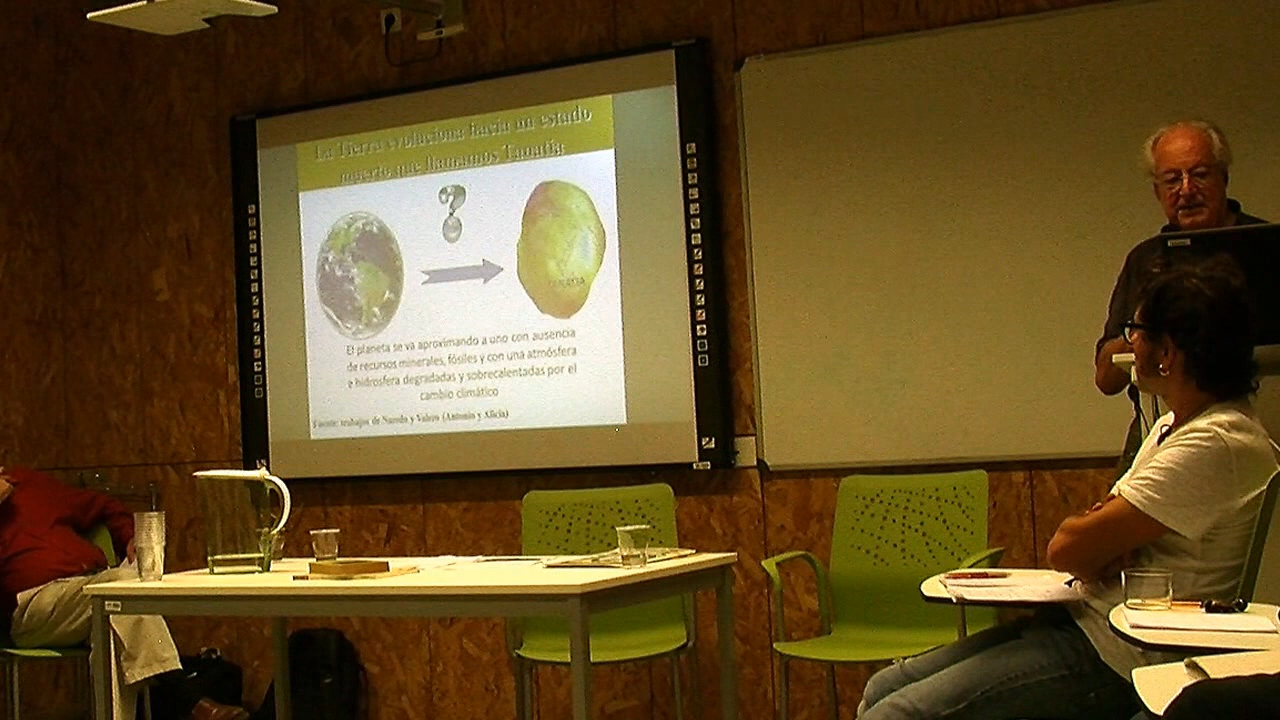 La Tierra evoluciona hacia un estado
muerto que llamamos Tanatia
?
TANATIA
El planeta se va aproximando a uno con ausencia
de recursos minerales, fósiles y con una atmósfera
e hidrosfera degradadas y sobrecalentadas por el
cambio climático
Fuente: trabajos de Naredo y Valero (Antonio y Alicia)